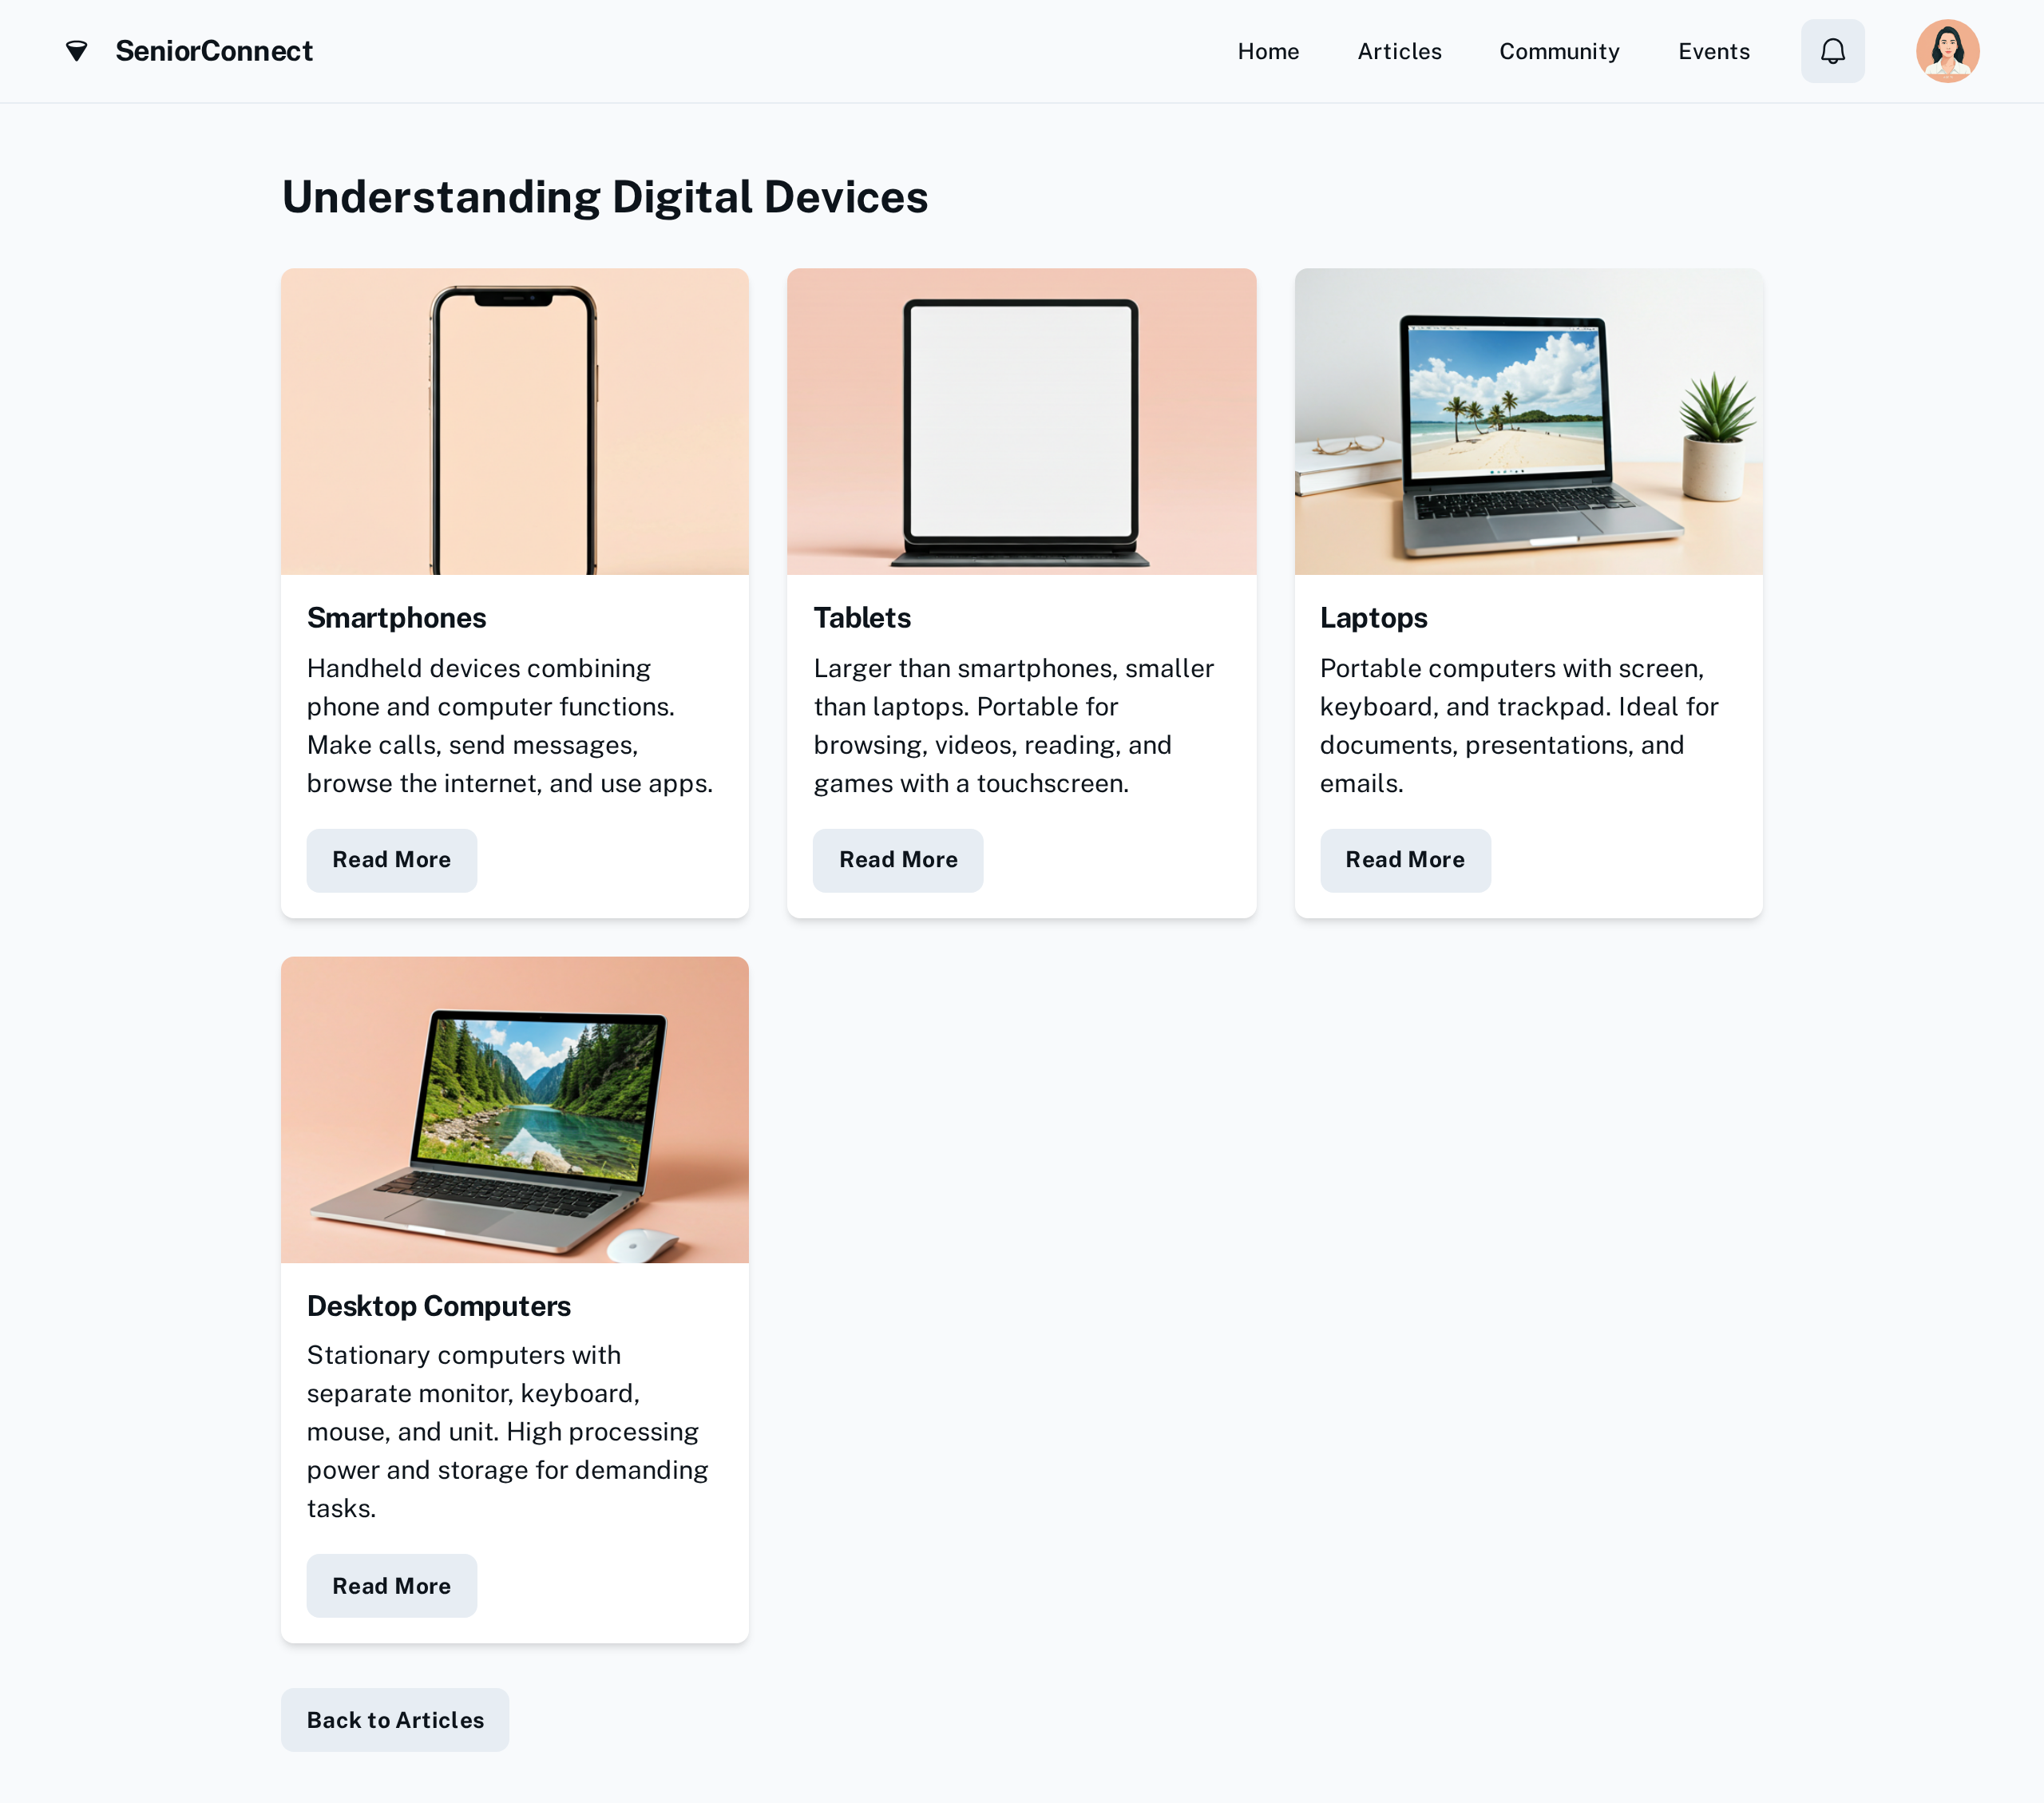 SeniorConnect
Home
Articles
Community
Events
Understanding Digital Devices
Smartphones
Handheld devices combining
phone and computer functions.
Make calls, send messages,
browse the internet, and use apps.
Read More
Tablets
Larger than smartphones, smaller
than laptops. Portable for
browsing, videos, reading, and
games with a touchscreen.
Read More
Laptops
Portable computers with screen,
keyboard, and trackpad. Ideal for
documents, presentations, and
emails.
Read More
Desktop Computers
Stationary computers with
separate monitor, keyboard,
mouse, and unit. High processing
power and storage for demanding
tasks.
Read More
Back to Articles